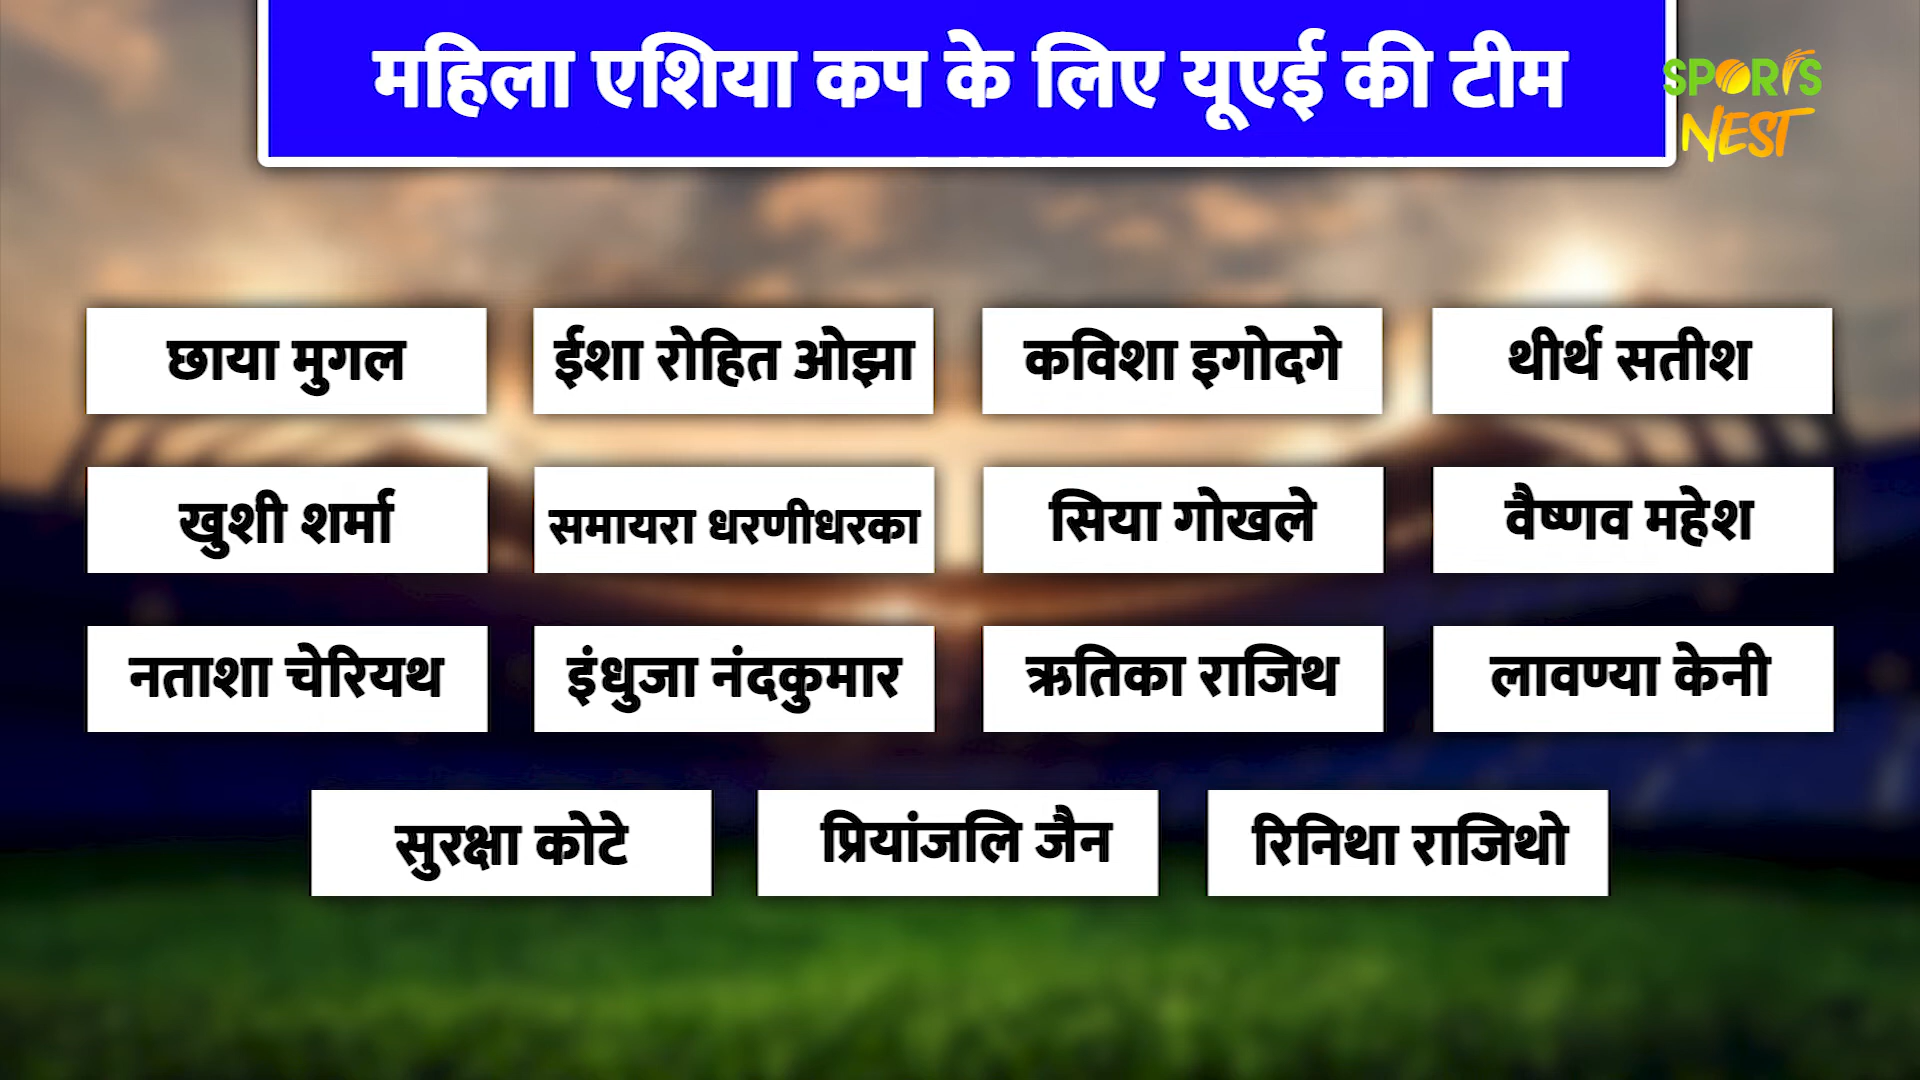 महिला एशिया कप के लिए यूएई की टीम
SPORTS
NEST
छाया मुगल
ईशा रोहित ओझा
कविशा इगोदगे
थीर्थ सतीश
खुशी शर्मा
समायरा धरणीधरका
सिया गोखले
वैष्णव महेश
नताशा चेरियथ
इंधुजा नंदकुमार
ऋतिका राजिथ
लावण्या केनी
सुरक्षा कोटे
प्रियांजलि जैन
रिनिथा राजिथो